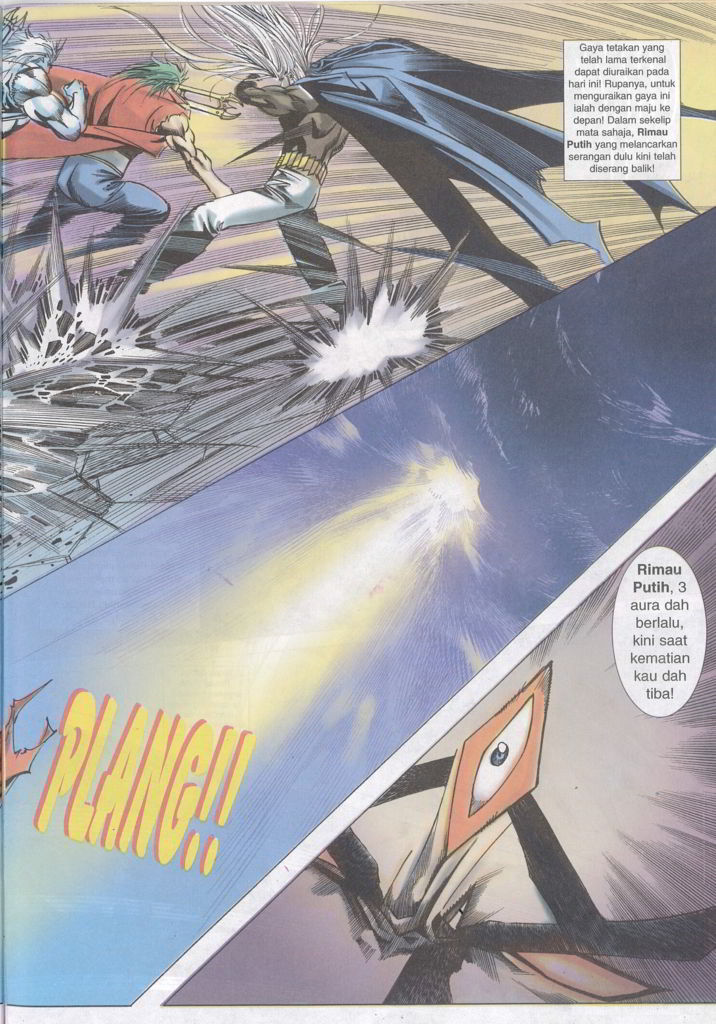 Gaya tetakan yang
telah lama terkenal
dapat diuraikan pada
hari ini! Rupanya, untuk
menguraikan gaya ini
ialah dengan maju ke
depan! Dalam sekelip
mata sahaja, Rimau
Putih yang melancarkan
serangan dulu kini telah
diserang balik!
PLANG!!
Rimau
Putih, 3
aura dah
berlalu,
kini saat
kematian
kau dah
tiba!